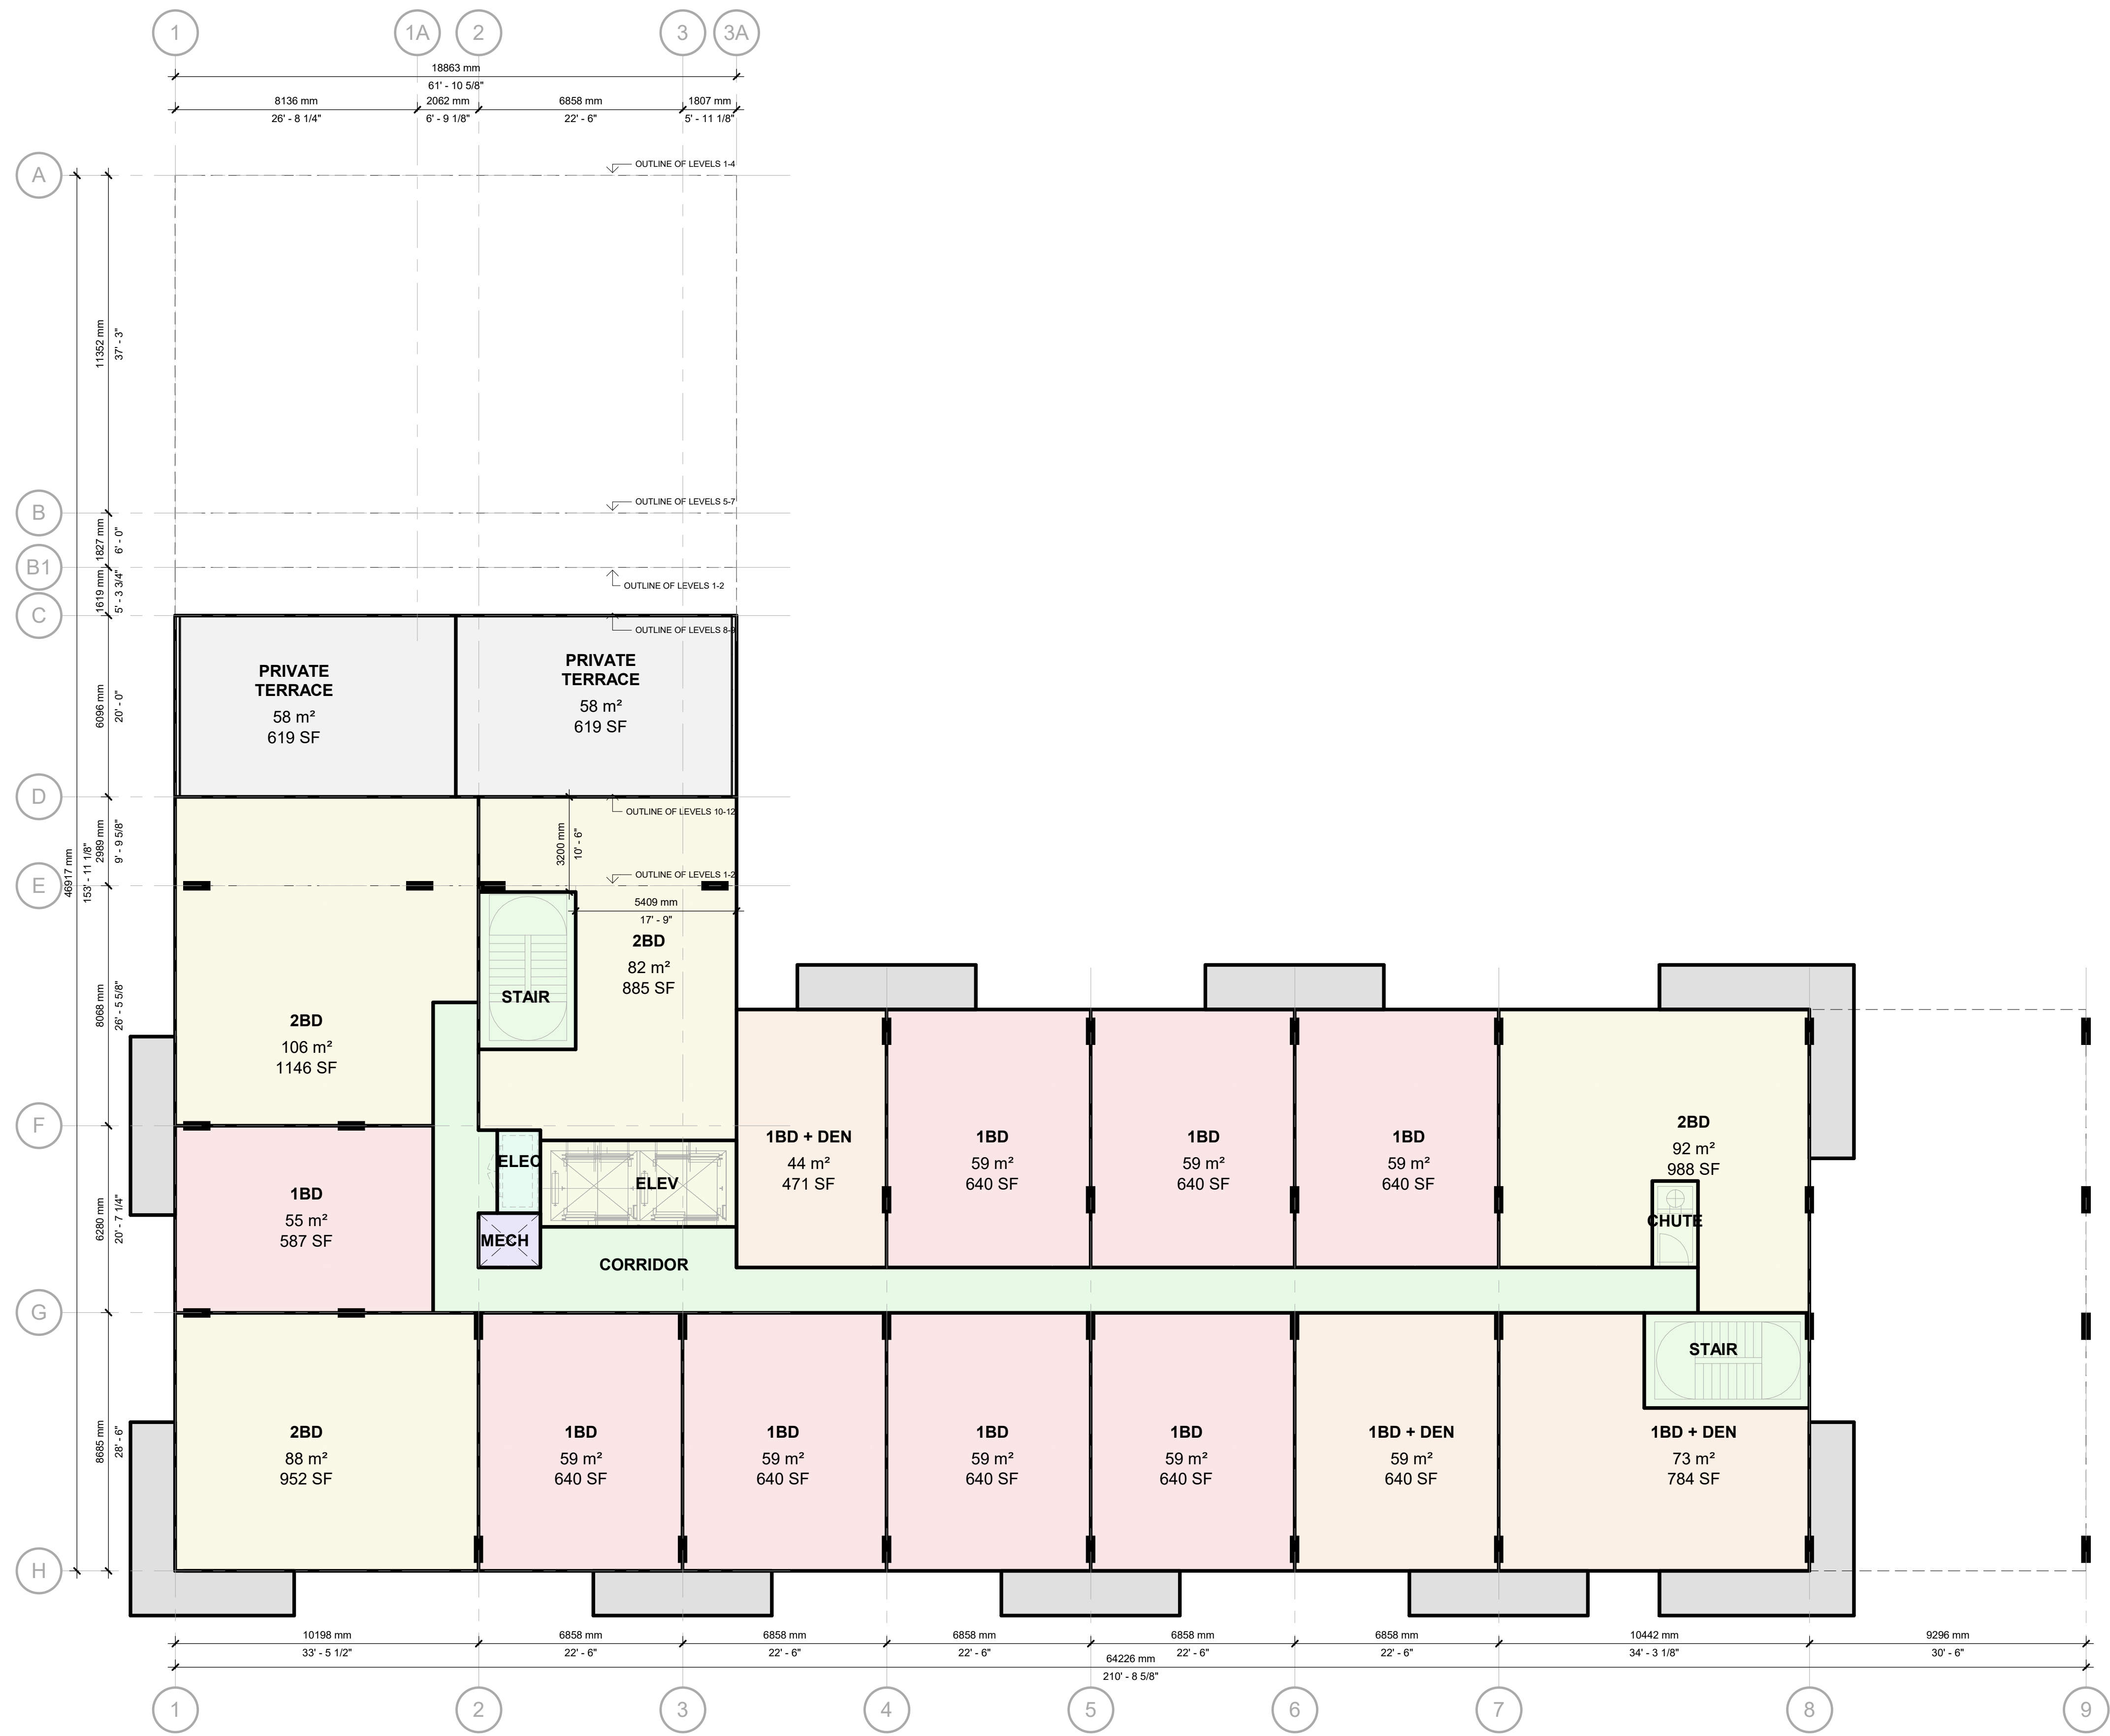 1
1A
2
3
3A
18863 mm
61' - 10 5/8"
8136 mm
2062 mm
6858 mm
1807 mm
26' - 8 1/4"
6' - 9 1/8"
22' - 6"
5' - 11 1/8"
A
OUTLINE OF LEVELS 1-4
11352 mm
37' - 3"
B
OUTLINE OF LEVELS 5-7
1827 mm
6' - 0"
B1
OUTLINE OF LEVELS 1-2
1619 mm
5' - 3 3/4"
C
OUTLINE OF LEVELS 8-9
PRIVATE
TERRACE
58 m²
619 SF
PRIVATE
TERRACE
58 m²
619 SF
6096 mm
20' - 0"
D
OUTLINE OF LEVELS 10-12
2989 mm
9' - 9 5/8"
3200 mm
10' - 6"
46917 mm
153' - 11 1/8"
E
OUTLINE OF LEVELS 1-2
5409 mm
17' - 9"
2BD
82 m²
885 SF
STAIR
8068 mm
26' - 5 5/8"
2BD
106 m²
1146 SF
F
1BD + DEN
44 m²
471 SF
1BD
59 m²
640 SF
1BD
59 m²
640 SF
1BD
59 m²
640 SF
2BD
92 m²
988 SF
ELEC
ELEV
MECH
CHUTE
CORRIDOR
1BD
55 m²
587 SF
6280 mm
20' - 7 1/4"
G
STAIR
8685 mm
28' - 6"
2BD
88 m²
952 SF
1BD
59 m²
640 SF
1BD
59 m²
640 SF
1BD
59 m²
640 SF
1BD
59 m²
640 SF
1BD + DEN
59 m²
640 SF
1BD + DEN
73 m²
784 SF
H
10198 mm
6858 mm
6858 mm
6858 mm
6858 mm
6858 mm
10442 mm
9296 mm
33' - 5 1/2"
22' - 6"
22' - 6"
22' - 6"
22' - 6"
22' - 6"
34' - 3 1/8"
30' - 6"
64226 mm
210' - 8 5/8"
1
2
3
4
5
6
7
8
9